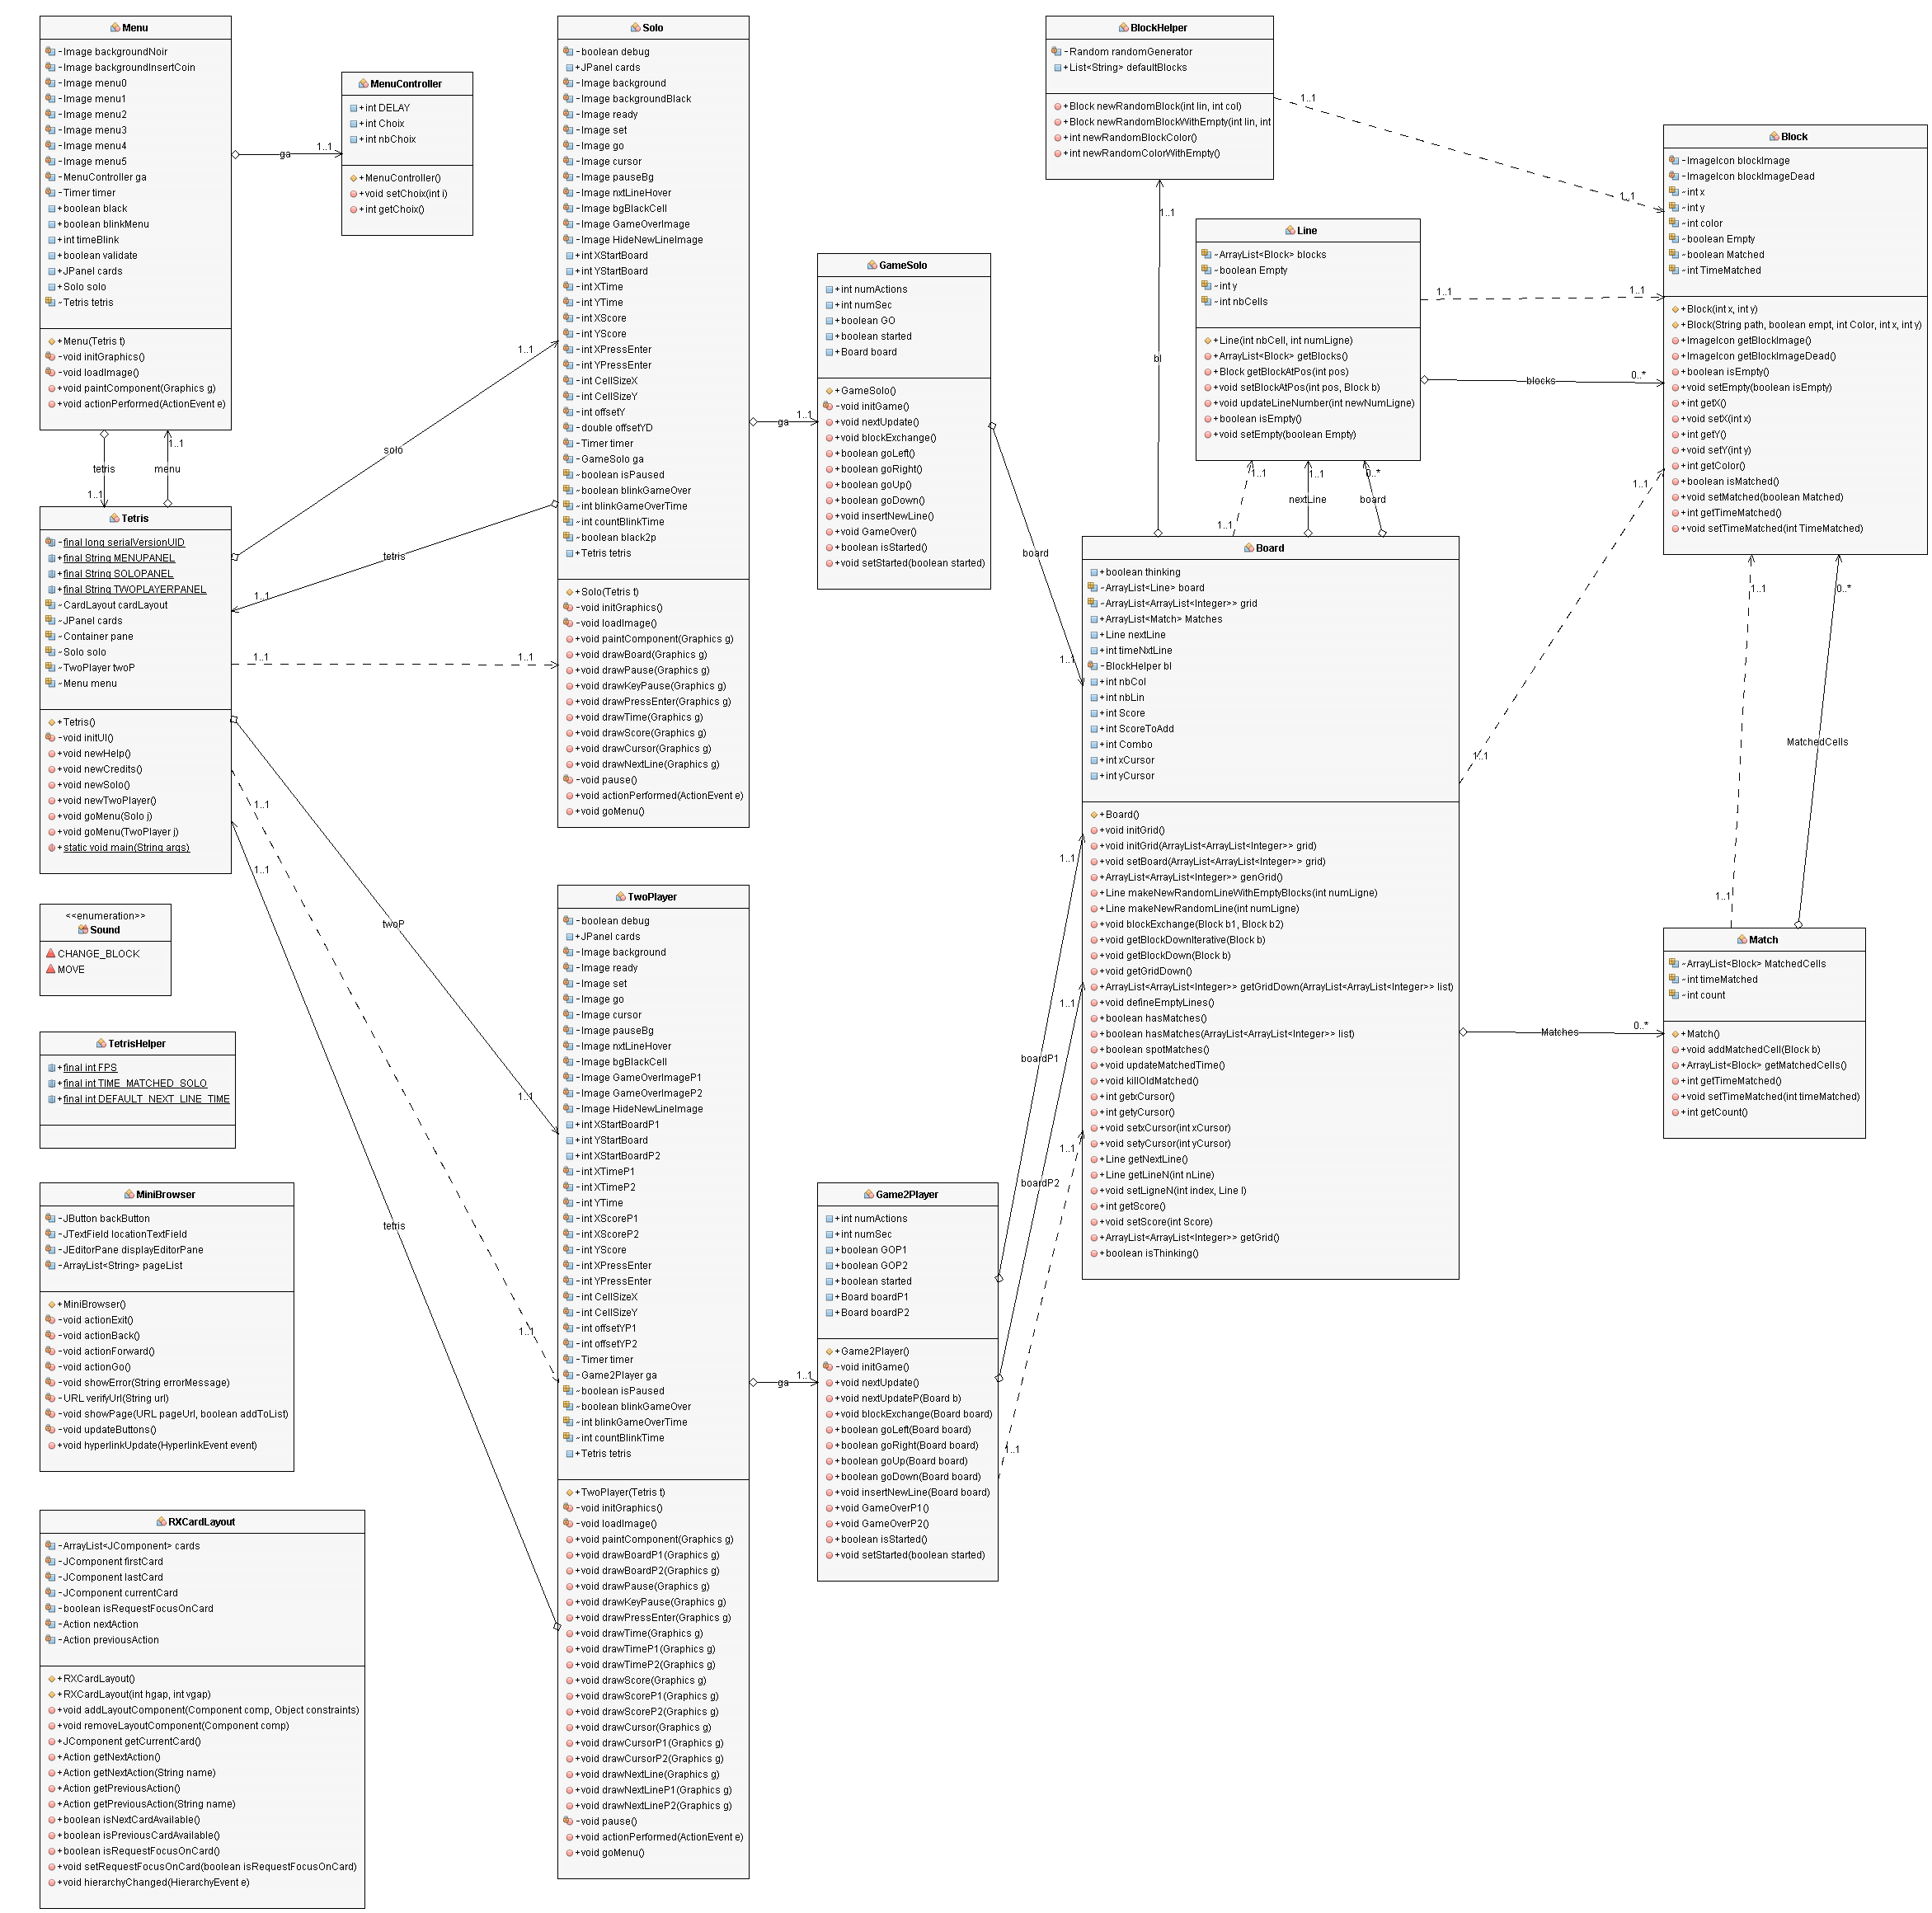 Menu
-Image backgroundNoir
-Image backgroundInsertCoin
-Image menu0
-Image menu1
-Image menu2
-Image menu3
-Image menu4
-Image menu5
-MenuController ga
-Timer timer
+boolean black
+boolean blinkMenu
+int timeBlink
+boolean validate
+JPanel cards
+Solo solo
~Tetris tetris
+Menu(Tetris t)
-void initGraphics()
-void loadImage()
+void paintComponent(Graphics g)
+void actionPerformed(ActionEvent e)
ga
1..1
MenuController
+int DELAY
+int Choix
+int nbChoix
+MenuController()
+void setChoix(int i)
+int getChoix()
tetris
1..1
menu
1..1
Tetris
-final long serialVersionUID
+final String MENUPANEL
+final String SOLOPANEL
+final String TWOPLAYERPANEL
~CardLayout cardLayout
~JPanel cards
~Container pane
~Solo solo
~TwoPlayer twoP
~Menu menu
+Tetris()
-void initUI()
+void newHelp()
+void newCredits()
+void newSolo()
+void newTwoPlayer()
+void goMenu(Solo j)
+void goMenu(TwoPlayer j)
+static void main(String args)
solo
1..1
tetris
1..1
1..1
1..1
twoP
1..1
1..1
1..1
tetris
1..1
<<enumeration>>
Sound
CHANGE_BLOCK
MOVE
TetrisHelper
+final int FPS
+final int TIME_MATCHED_SOLO
+final int DEFAULT_NEXT_LINE_TIME
MiniBrowser
-JButton backButton
-JTextField locationTextField
-JEditorPane displayEditorPane
-ArrayList<String> pageList
+MiniBrowser()
-void actionExit()
-void actionBack()
-void actionForward()
-void actionGo()
-void showError(String errorMessage)
-URL verifyUrl(String url)
-void showPage(URL pageUrl, boolean addToList)
-void updateButtons()
+void hyperlinkUpdate(HyperlinkEvent event)
RXCardLayout
-ArrayList<JComponent> cards
-JComponent firstCard
-JComponent lastCard
-JComponent currentCard
-boolean isRequestFocusOnCard
-Action nextAction
-Action previousAction
+RXCardLayout()
+RXCardLayout(int hgap, int vgap)
+void addLayoutComponent(Component comp, Object constraints)
+void removeLayoutComponent(Component comp)
+JComponent getCurrentCard()
+Action getNextAction()
+Action getNextAction(String name)
+Action getPreviousAction()
+Action getPreviousAction(String name)
+boolean isNextCardAvailable()
+boolean isPreviousCardAvailable()
+boolean isRequestFocusOnCard()
+void setRequestFocusOnCard(boolean isRequestFocusOnCard)
+void hierarchyChanged(HierarchyEvent e)
Solo
-boolean debug
+JPanel cards
-Image background
-Image backgroundBlack
-Image ready
-Image set
-Image go
-Image cursor
-Image pauseBg
-Image nxtLineHover
-Image bgBlackCell
-Image GameOverImage
-Image HideNewLineImage
+int XStartBoard
+int YStartBoard
-int XTime
-int YTime
-int XScore
-int YScore
-int XPressEnter
-int YPressEnter
-int CellSizeX
-int CellSizeY
-int offsetY
-double offsetYD
-Timer timer
-GameSolo ga
~boolean isPaused
~boolean blinkGameOver
~int blinkGameOverTime
~int countBlinkTime
~boolean black2p
+Tetris tetris
+Solo(Tetris t)
-void initGraphics()
-void loadImage()
+void paintComponent(Graphics g)
+void drawBoard(Graphics g)
+void drawPause(Graphics g)
+void drawKeyPause(Graphics g)
+void drawPressEnter(Graphics g)
+void drawTime(Graphics g)
+void drawScore(Graphics g)
+void drawCursor(Graphics g)
+void drawNextLine(Graphics g)
-void pause()
+void actionPerformed(ActionEvent e)
+void goMenu()
ga
1..1
GameSolo
+int numActions
+int numSec
+boolean GO
+boolean started
+Board board
+GameSolo()
-void initGame()
+void nextUpdate()
+void blockExchange()
+boolean goLeft()
+boolean goRight()
+boolean goUp()
+boolean goDown()
+void insertNewLine()
+void GameOver()
+boolean isStarted()
+void setStarted(boolean started)
board
1..1
TwoPlayer
-boolean debug
+JPanel cards
-Image background
-Image ready
-Image set
-Image go
-Image cursor
-Image pauseBg
-Image nxtLineHover
-Image bgBlackCell
-Image GameOverImageP1
-Image GameOverImageP2
-Image HideNewLineImage
+int XStartBoardP1
+int YStartBoard
+int XStartBoardP2
-int XTimeP1
-int XTimeP2
-int YTime
-int XScoreP1
-int XScoreP2
-int YScore
-int XPressEnter
-int YPressEnter
-int CellSizeX
-int CellSizeY
-int offsetYP1
-int offsetYP2
-Timer timer
-Game2Player ga
~boolean isPaused
~boolean blinkGameOver
~int blinkGameOverTime
~int countBlinkTime
+Tetris tetris
+TwoPlayer(Tetris t)
-void initGraphics()
-void loadImage()
+void paintComponent(Graphics g)
+void drawBoardP1(Graphics g)
+void drawBoardP2(Graphics g)
+void drawPause(Graphics g)
+void drawKeyPause(Graphics g)
+void drawPressEnter(Graphics g)
+void drawTime(Graphics g)
+void drawTimeP1(Graphics g)
+void drawTimeP2(Graphics g)
+void drawScore(Graphics g)
+void drawScoreP1(Graphics g)
+void drawScoreP2(Graphics g)
+void drawCursor(Graphics g)
+void drawCursorP1(Graphics g)
+void drawCursorP2(Graphics g)
+void drawNextLine(Graphics g)
+void drawNextLineP1(Graphics g)
+void drawNextLineP2(Graphics g)
-void pause()
+void actionPerformed(ActionEvent e)
+void goMenu()
ga
1..1
Game2Player
+int numActions
+int numSec
+boolean GOP1
+boolean GOP2
+boolean started
+Board boardP1
+Board boardP2
+Game2Player()
-void initGame()
+void nextUpdate()
+void nextUpdateP(Board b)
+void blockExchange(Board board)
+boolean goLeft(Board board)
+boolean goRight(Board board)
+boolean goUp(Board board)
+boolean goDown(Board board)
+void insertNewLine(Board board)
+void GameOverP1()
+void GameOverP2()
+boolean isStarted()
+void setStarted(boolean started)
boardP1
1..1
boardP2
1..1
1..1
1..1
BlockHelper
-Random randomGenerator
+List<String> defaultBlocks
+Block newRandomBlock(int lin, int col)
+Block newRandomBlockWithEmpty(int lin, int
+int newRandomBlockColor()
+int newRandomColorWithEmpty()
1..1
1..1
1..1
bl
Line
~ArrayList<Block> blocks
~boolean Empty
~int y
~int nbCells
+Line(int nbCell, int numLigne)
+ArrayList<Block> getBlocks()
+Block getBlockAtPos(int pos)
+void setBlockAtPos(int pos, Block b)
+void updateLineNumber(int newNumLigne)
+boolean isEmpty()
+void setEmpty(boolean Empty)
1..1
1..1
blocks
0..*
1..1
1..1
nextLine
1..1
board
0..*
Board
+boolean thinking
~ArrayList<Line> board
~ArrayList<ArrayList<Integer>> grid
+ArrayList<Match> Matches
+Line nextLine
+int timeNxtLine
-BlockHelper bl
+int nbCol
+int nbLin
+int Score
+int ScoreToAdd
+int Combo
+int xCursor
+int yCursor
+Board()
+void initGrid()
+void initGrid(ArrayList<ArrayList<Integer>> grid)
+void setBoard(ArrayList<ArrayList<Integer>> grid)
+ArrayList<ArrayList<Integer>> genGrid()
+Line makeNewRandomLineWithEmptyBlocks(int numLigne)
+Line makeNewRandomLine(int numLigne)
+void blockExchange(Block b1, Block b2)
+void getBlockDownIterative(Block b)
+void getBlockDown(Block b)
+void getGridDown()
+ArrayList<ArrayList<Integer>> getGridDown(ArrayList<ArrayList<Integer>> list)
+void defineEmptyLines()
+boolean hasMatches()
+boolean hasMatches(ArrayList<ArrayList<Integer>> list)
+boolean spotMatches()
+void updateMatchedTime()
+void killOldMatched()
+int getxCursor()
+int getyCursor()
+void setxCursor(int xCursor)
+void setyCursor(int yCursor)
+Line getNextLine()
+Line getLineN(int nLine)
+void setLigneN(int index, Line l)
+int getScore()
+void setScore(int Score)
+ArrayList<ArrayList<Integer>> getGrid()
+boolean isThinking()
1..1
1..1
Matches
0..*
Block
-ImageIcon blockImage
-ImageIcon blockImageDead
~int x
~int y
~int color
~boolean Empty
~boolean Matched
~int TimeMatched
+Block(int x, int y)
+Block(String path, boolean empt, int Color, int x, int y)
+ImageIcon getBlockImage()
+ImageIcon getBlockImageDead()
+boolean isEmpty()
+void setEmpty(boolean isEmpty)
+int getX()
+void setX(int x)
+int getY()
+void setY(int y)
+int getColor()
+boolean isMatched()
+void setMatched(boolean Matched)
+int getTimeMatched()
+void setTimeMatched(int TimeMatched)
1..1
0..*
MatchedCells
1..1
Match
~ArrayList<Block> MatchedCells
~int timeMatched
~int count
+Match()
+void addMatchedCell(Block b)
+ArrayList<Block> getMatchedCells()
+int getTimeMatched()
+void setTimeMatched(int timeMatched)
+int getCount()